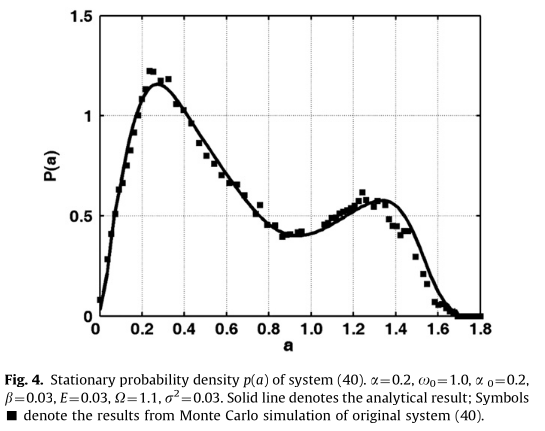 1.5
1
0.5
0
P(a)
0 0.2 0.4 0.6 0.8 1.0 1.2 1.4 1.6 1.8
a
Fig. 4. Stationary probability density p(a) of system (40). α=0.2, ω₀=1.0, α ₀=0.2,
β=0.03, E=0.03, Ω=1.1, σ²=0.03. Solid line denotes the analytical result; Symbols
■ denote the results from Monte Carlo simulation of original system (40).